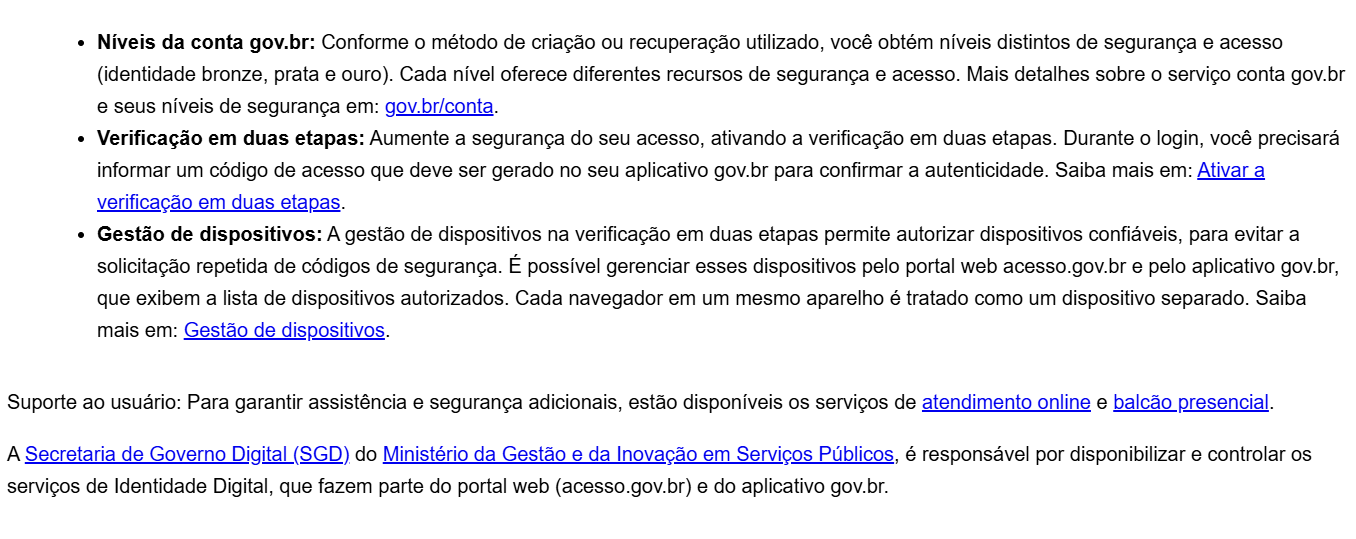 • Níveis da conta gov.br: Conforme o método de criação ou recuperação utilizado, você obtém níveis distintos de segurança e acesso
(identidade bronze, prata e ouro). Cada nível oferece diferentes recursos de segurança e acesso. Mais detalhes sobre o serviço conta gov.br
e seus níveis de segurança em: gov.br/conta.
• Verificação em duas etapas: Aumente a segurança do seu acesso, ativando a verificação em duas etapas. Durante o login, você precisará
informar um código de acesso que deve ser gerado no seu aplicativo gov.br para confirmar a autenticidade. Saiba mais em: Ativar a
verificação em duas etapas.
• Gestão de dispositivos: A gestão de dispositivos na verificação em duas etapas permite autorizar dispositivos confiáveis, para evitar a
solicitação repetida de códigos de segurança. É possível gerenciar esses dispositivos pelo portal web acesso.gov.br e pelo aplicativo gov.br,
que exibem a lista de dispositivos autorizados. Cada navegador em um mesmo aparelho é tratado como um dispositivo separado. Saiba
mais em: Gestão de dispositivos.
Suporte ao usuário: Para garantir assistência e segurança adicionais, estão disponíveis os serviços de atendimento online e balcão presencial.
A Secretaria de Governo Digital (SGD) do Ministério da Gestão e da Inovação em Serviços Públicos, é responsável por disponibilizar e controlar os
serviços de Identidade Digital, que fazem parte do portal web (acesso.gov.br) e do aplicativo gov.br.